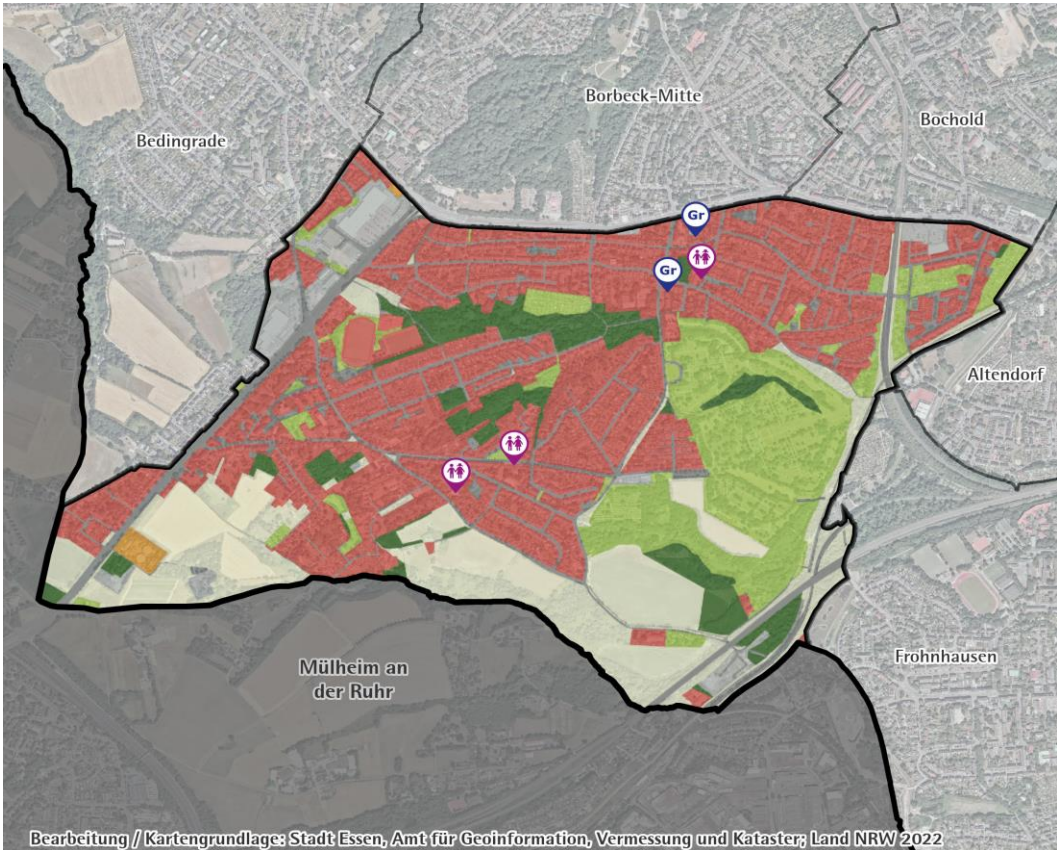 Borbeck-Mitte
Bochold
Bedingrade
Gr
Gr
Altendorf
Frohnhausen
Mülheim an
der Ruhr
Bearbeitung / Kartengrundlage: Stadt Essen, Amt für Geoinformation, Vermessung und Kataster; Land NRW 2022